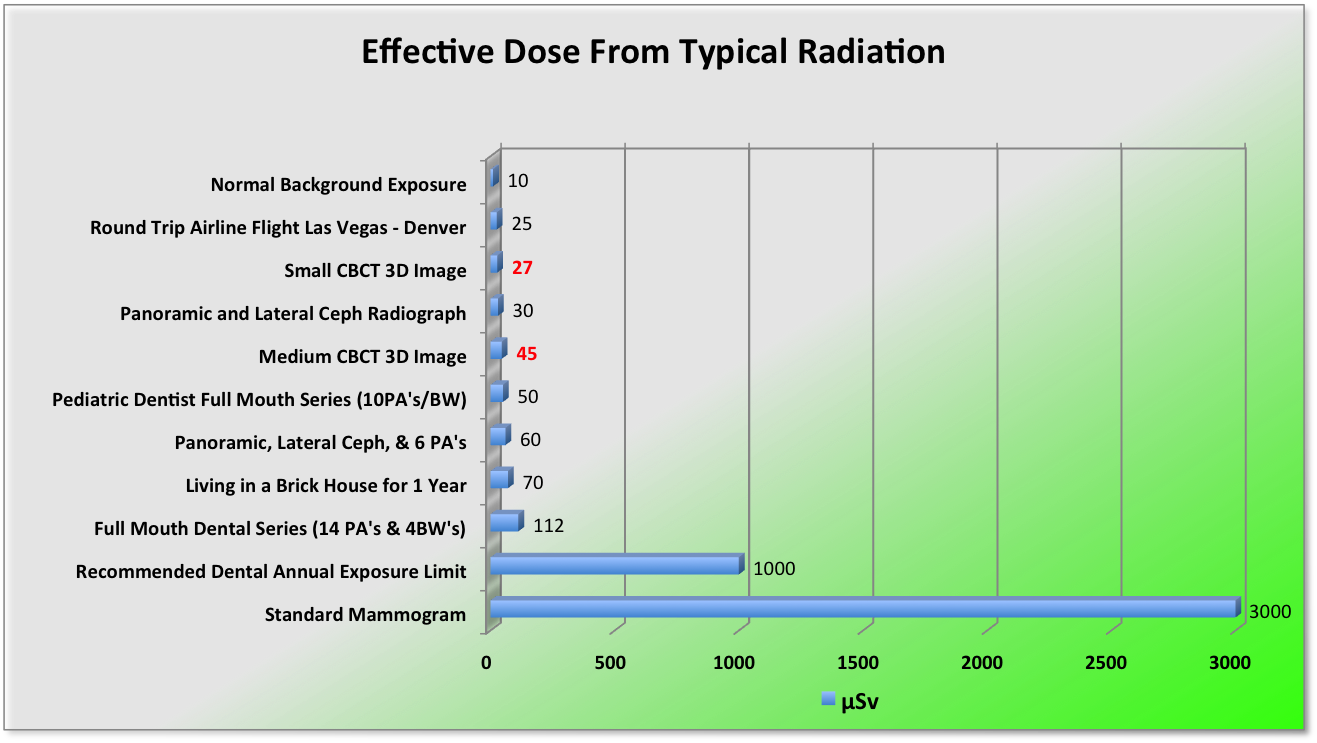 Effective Dose From Typical Radiation
Normal Background Exposure 10
Round Trip Airline Flight Las Vegas - Denver 25
Small CBCT 3D Image 27
Panoramic and Lateral Ceph Radiograph 30
Medium CBCT 3D Image 45
Pediatric Dentist Full Mouth Series (10PA's/BW) 50
Panoramic, Lateral Ceph, & 6 PA's 60
Living in a Brick House for 1 Year 70
Full Mouth Dental Series (14 PA's & 4BW's) 112
Recommended Dental Annual Exposure Limit 1000
Standard Mammogram 3000
0 500 1000 1500 2000 2500 3000
μSv